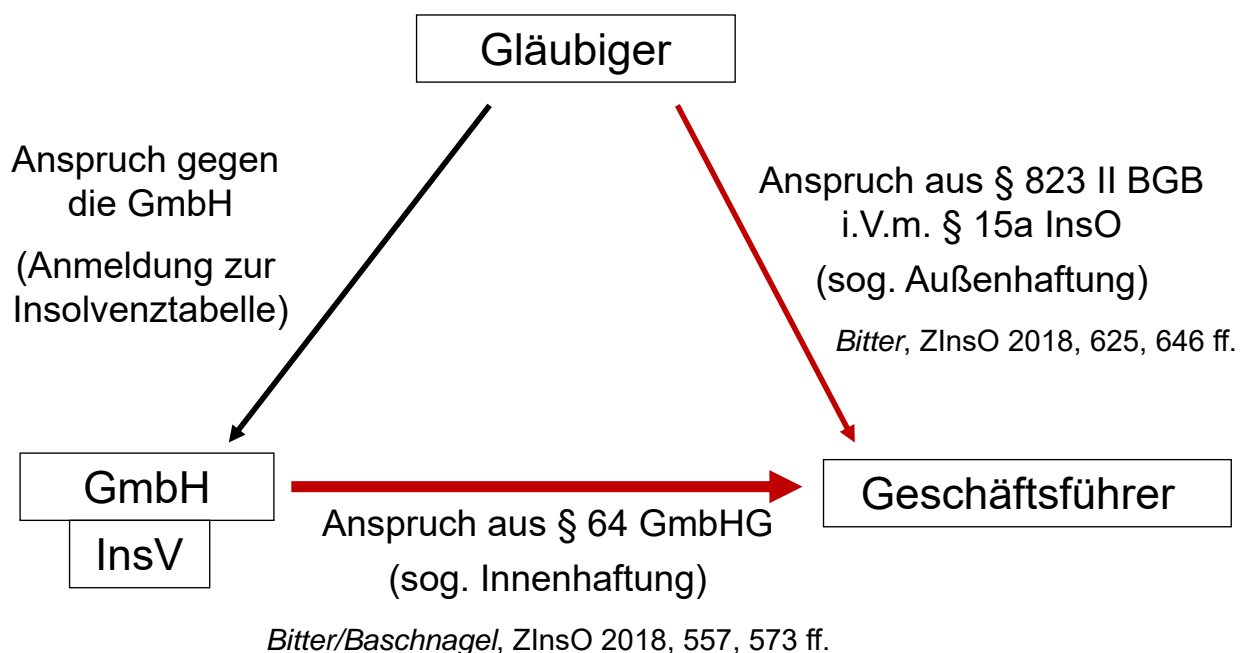 Gläubiger
Anspruch gegen
die GmbH
(Anmeldung zur
Insolvenztabelle)
Anspruch aus § 823 II BGB
i.V.m. § 15a InsO
(sog. Außenhaftung)
Bitter, ZInsO 2018, 625, 646 ff.
GmbH
InsV
Geschäftsführer
Anspruch aus § 64 GmbHG
(sog. Innenhaftung)
Bitter/Baschnagel, ZInsO 2018, 557, 573 ff.